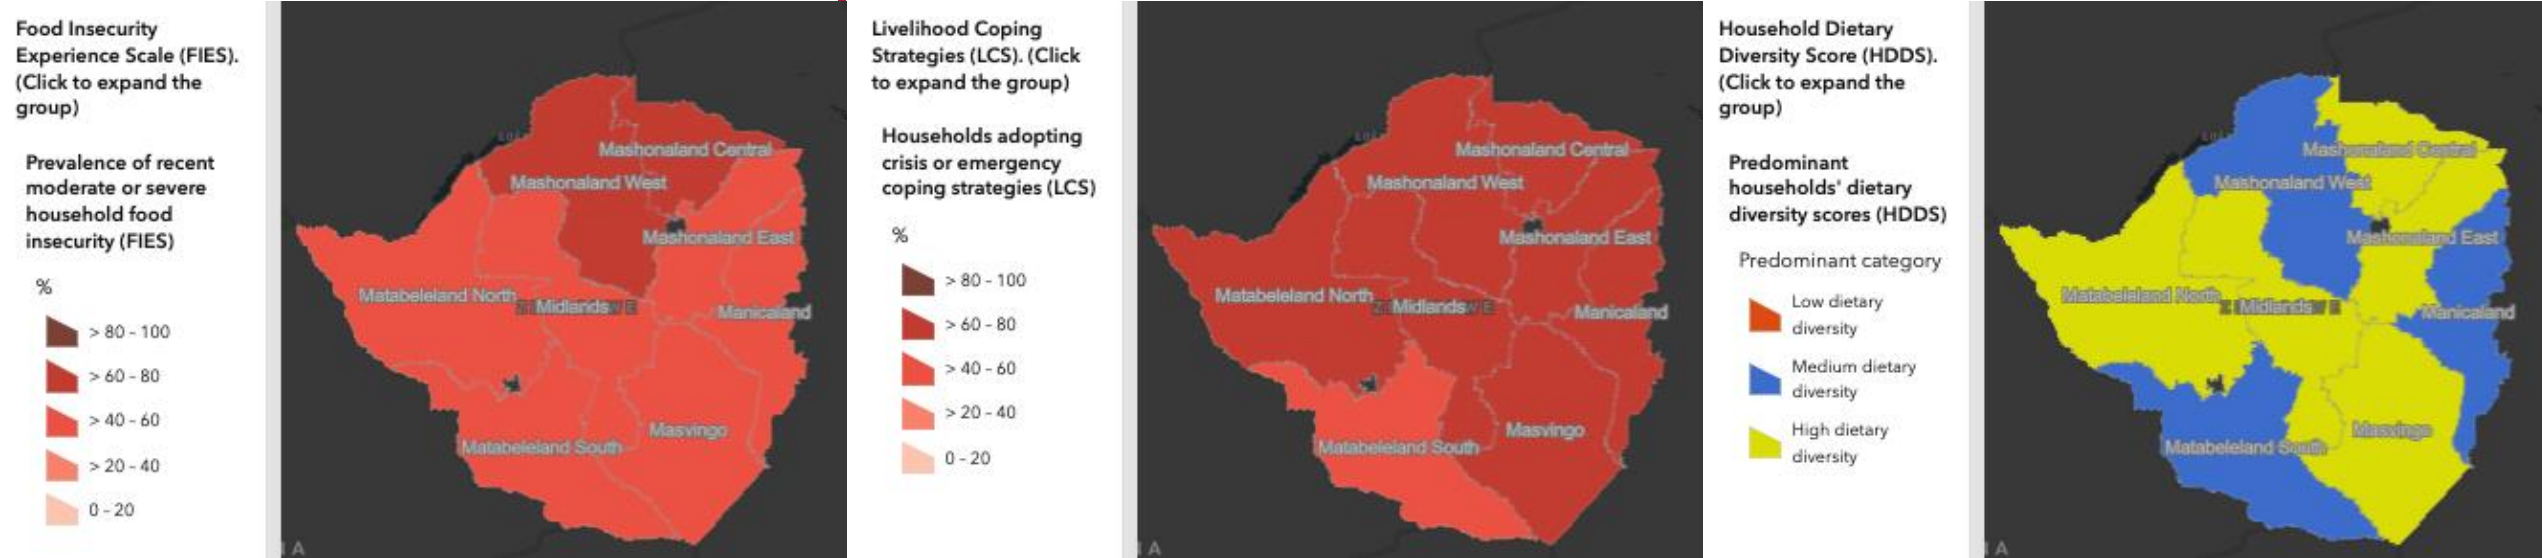 Food Insecurity
Experience Scale (FIES).
(Click to expand the
group)
Prevalence of recent
moderate or severe
household food
insecurity (FIES)
%
> 80 - 100
> 60 - 80
> 40 - 60
> 20 - 40
0 - 20
Mashonaland Central
Mashonaland West
Mashonaland East
Matabeleland North
Midlands
Manicaland
Masvingo
Matabeleland South
A
Livelihood Coping
Strategies (LCS). (Click
to expand the group)
Households adopting
crisis or emergency
coping strategies (LCS)
%
> 80 - 100
> 60 - 80
> 40 - 60
> 20 - 40
0 - 20
Mashonaland Central
Mashonaland West
Mashonaland East
Matabeleland North
Midlands
Manicaland
Masvingo
Matabeleland South
A
Household Dietary
Diversity Score (HDDS).
(Click to expand the
group)
Predominant
households' dietary
diversity scores (HDDS)
Predominant category
Low dietary
diversity
Medium dietary
diversity
High dietary
diversity
Mashonaland Central
Mashonaland West
Mashonaland East
Matabeleland North
Midlands
Manicaland
Masvingo
Matabeleland South
A